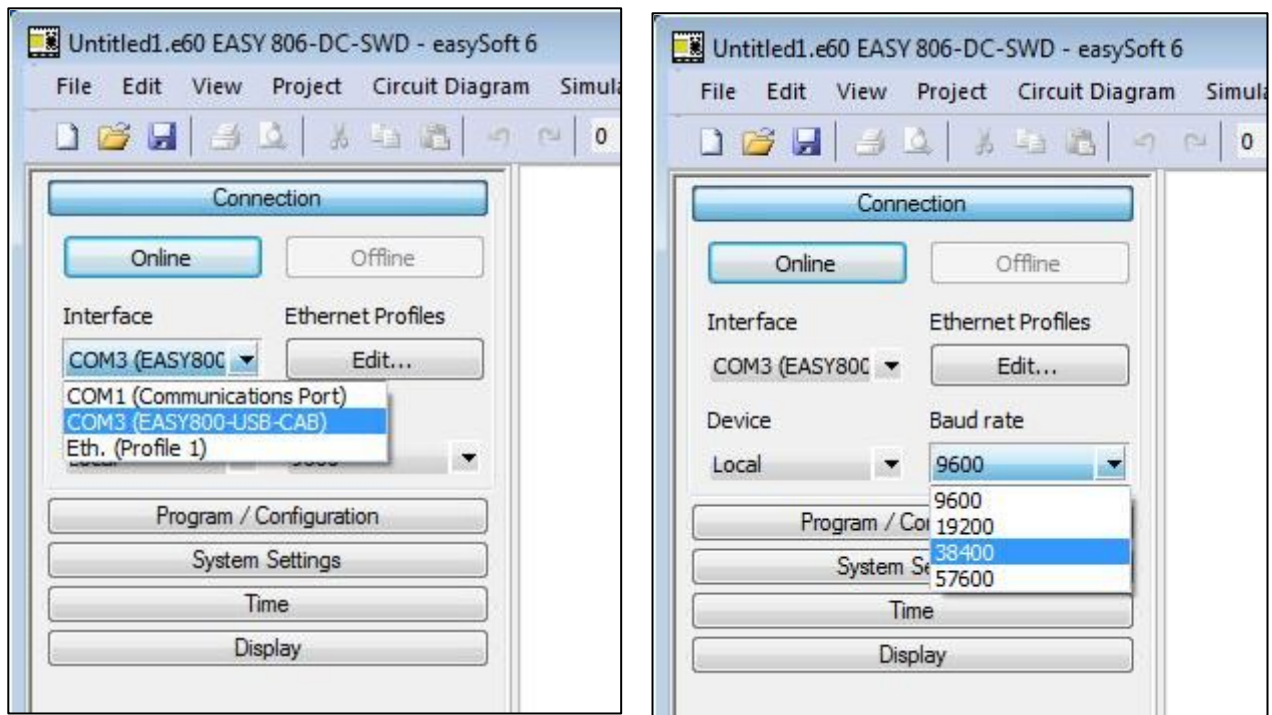 Untitled1.e60 EASY 806-DC-SWD - easySoft 6
File Edit View Project Circuit Diagram Simula
0
Connection
Online Offline
Interface Ethernet Profiles
COM3 (EASY800 Edit...
COM1 (Communications Port)
COM3 (EASY800-USB-CAB)
Eth. (Profile 1)
Program / Configuration
System Settings
Time
Display
Untitled1.e60 EASY 806-DC-SWD - easySoft 6
File Edit View Project Circuit Diagram Simula
0
Connection
Online Offline
Interface Ethernet Profiles
COM3 (EASY800 Edit...
Device Baud rate
Local 9600
9600
Program / Co 19200
38400
System Se 57600
Time
Display